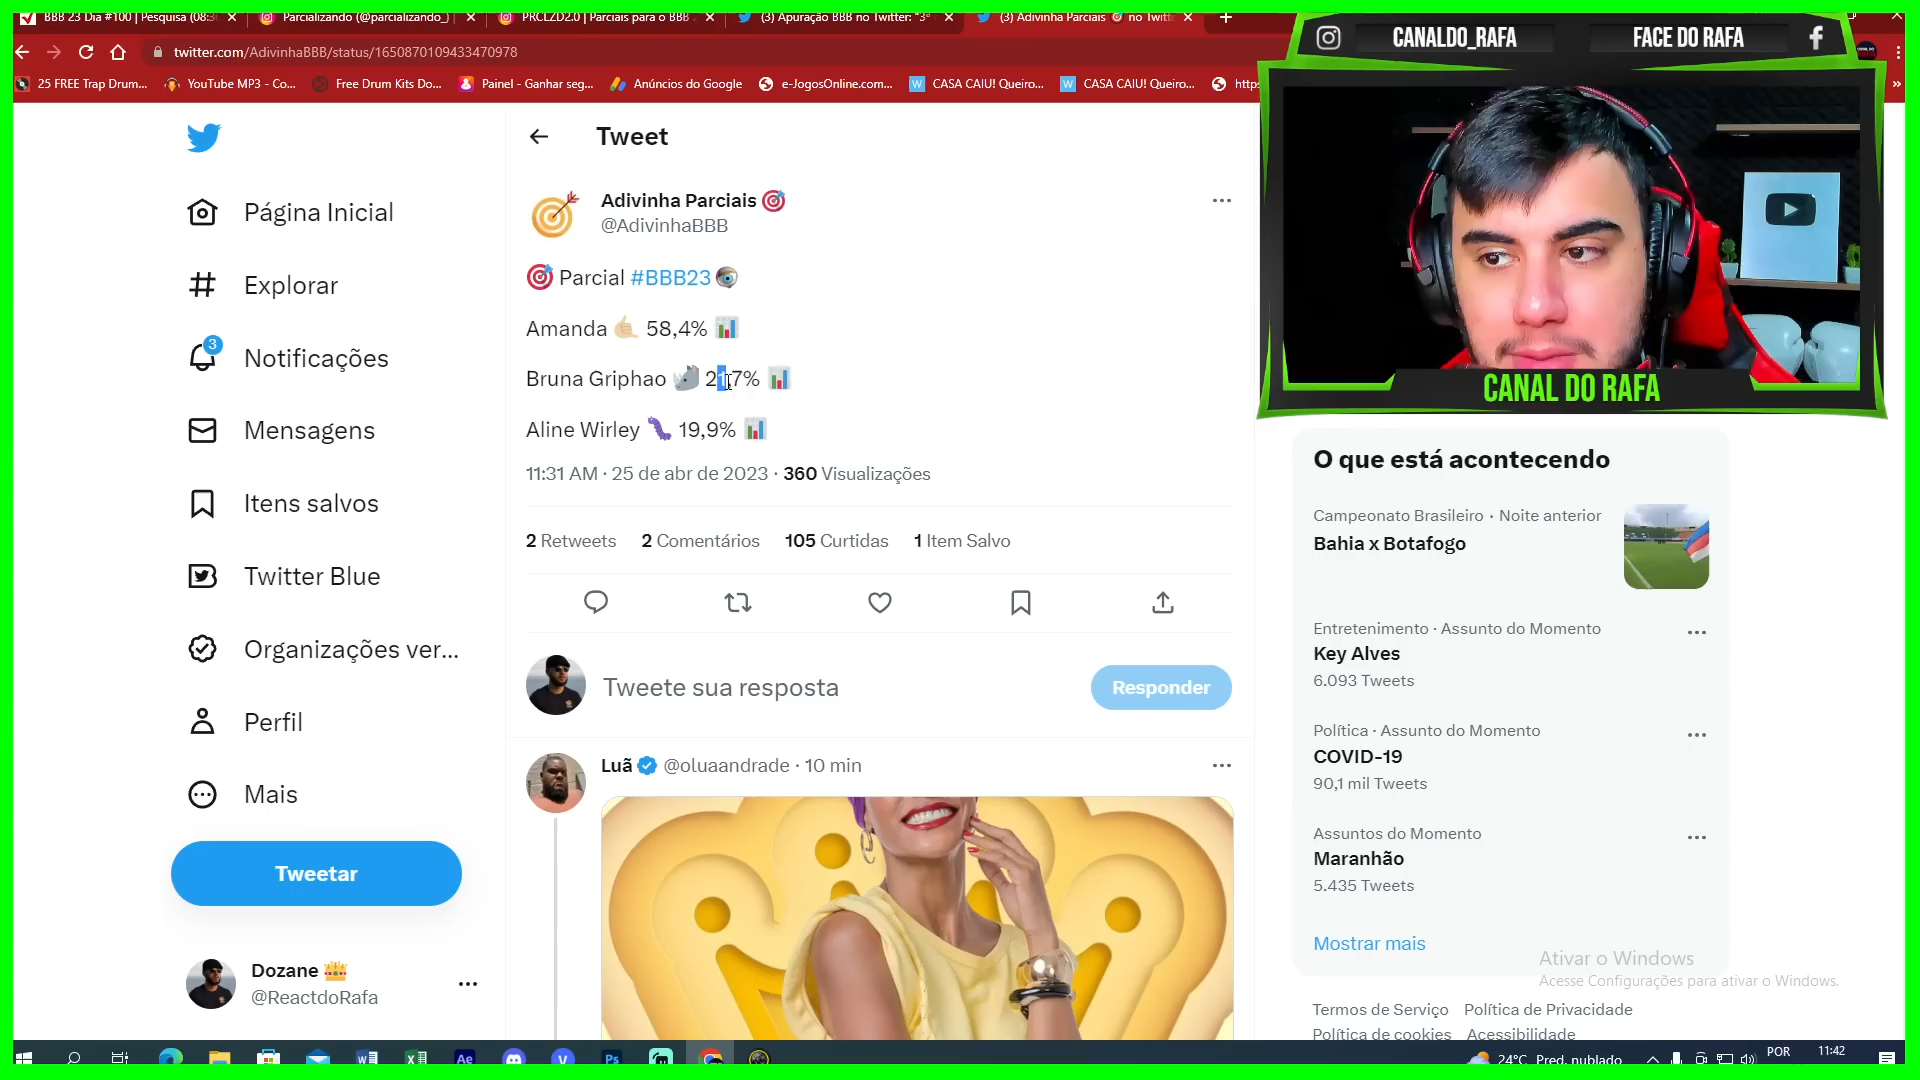 BBB 23 Dia #100 | Pesquisa (08:3
Parcializando (@parcializando_)
PRCLZD2.0 | Parciais para o BBB
(3) Apuração BBB no Twitter: "3ª
(3) Adivinha Parciais no Twitt
twitter.com/AdivinhaBBB/status/1650870109433470978
25 FREE Trap Drum...
YouTube MP3 - Co...
Free Drum Kits Do...
Painel - Ganhar seg...
Anúncios do Google
e-JogosOnline.com...
CASA CAIU! Queiro...
CASA CAIU! Queiro...
https
CANALDO_RAFA
FACE DO RAFA
CANAL DO RAFA
Página Inicial
Explorar
3
Notificações
Mensagens
Itens salvos
Twitter Blue
Organizações ver...
Perfil
Mais
Tweetar
Dozane 👑
@ReactdoRafa
Tweet
Adivinha Parciais 🎯
@AdivinhaBBB
🎯 Parcial #BBB23
Amanda 🤙🏼 58,4% 📊
Bruna Griphao 🦏 21,7% 📊
Aline Wirley 🐛 19,9% 📊
11:31 AM · 25 de abr de 2023 · 360 Visualizações
2 Retweets 2 Comentários 105 Curtidas 1 Item Salvo
Tweete sua resposta
Responder
Luã @oluaandrade · 10 min
O que está acontecendo
Campeonato Brasileiro · Noite anterior
Bahia x Botafogo
Entretenimento · Assunto do Momento
Key Alves
6.093 Tweets
Política · Assunto do Momento
COVID-19
90,1 mil Tweets
Assuntos do Momento
Maranhão
5.435 Tweets
Mostrar mais
Ativar o Windows
Acesse Configurações para ativar o Windows.
Termos de Serviço Política de Privacidade
Política de cookies Acessibilidade
24°C Pred. nublado
POR
11:42